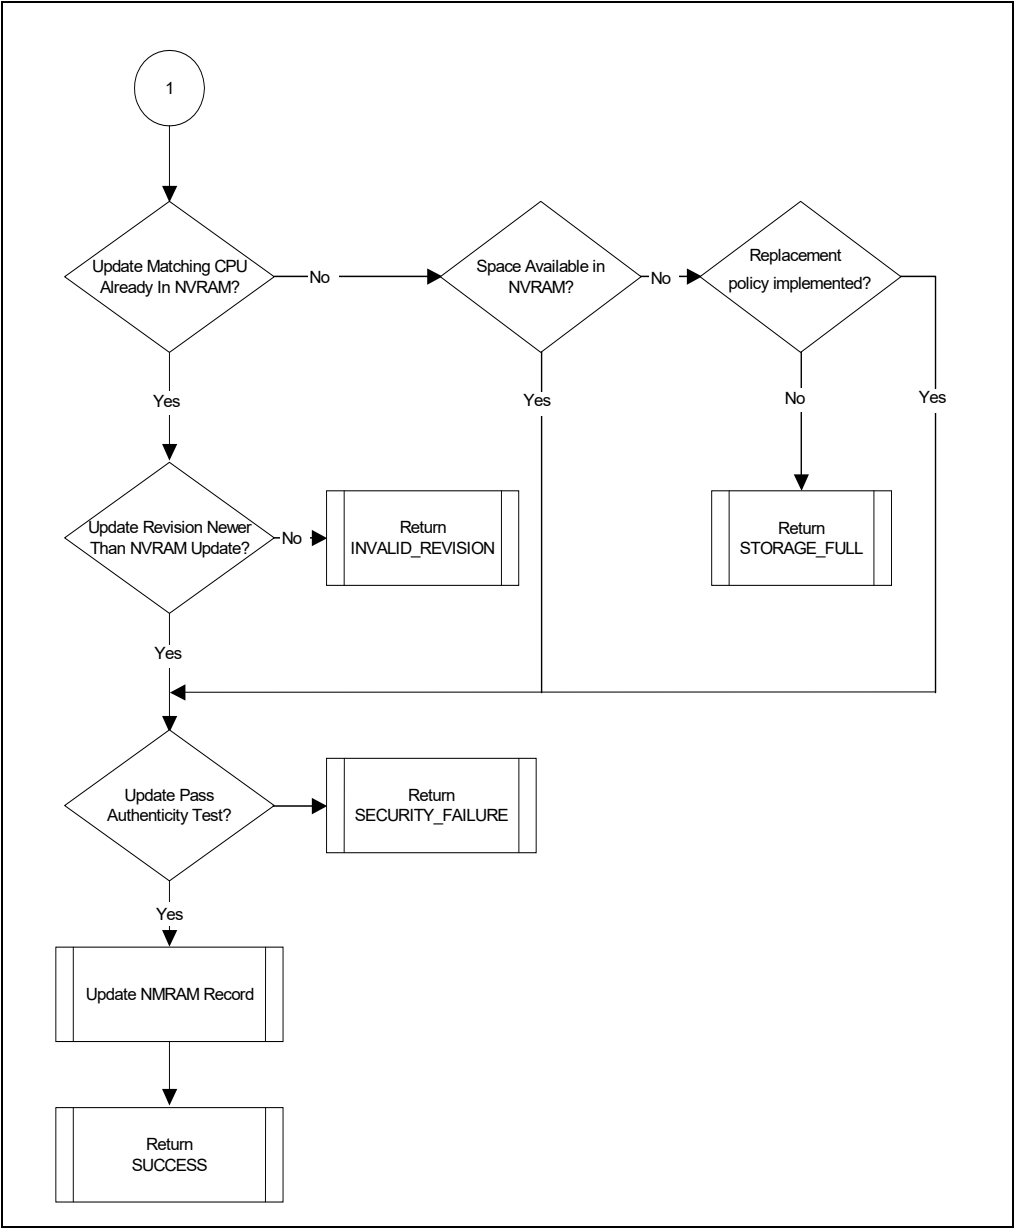 1
Update Matching CPU
Already In NVRAM?
No
Space Available in
NVRAM?
No
Replacement
policy implemented?
Yes
Yes
No
Yes
Update Revision Newer
Than NVRAM Update?
No
Return
INVALID_REVISION
Return
STORAGE_FULL
Yes
Update Pass
Authenticity Test?
Return
SECURITY_FAILURE
Yes
Update NMRAM Record
Return
SUCCESS